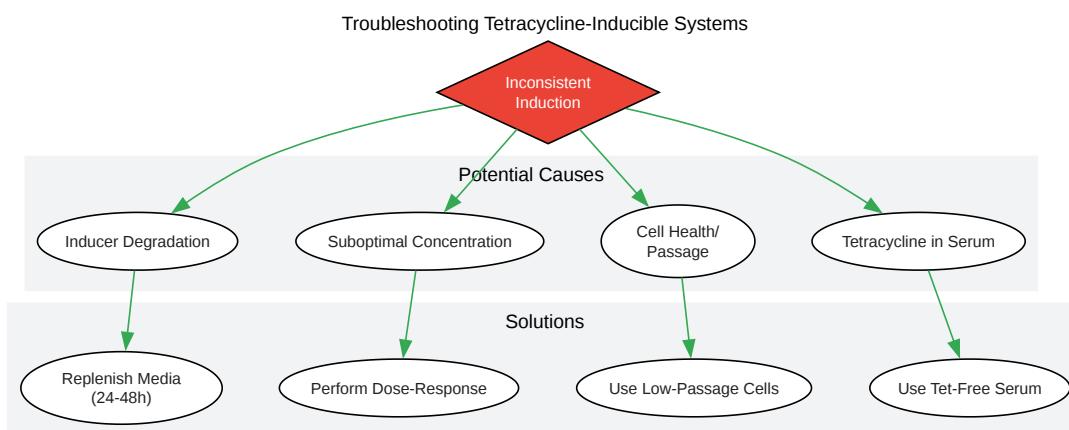 Troubleshooting Tetracycline-Inducible Systems
Inconsistent
Induction
Potential Causes
Inducer Degradation
Suboptimal Concentration
Cell Health/
Passage
Tetracycline in Serum
Solutions
Replenish Media
(24-48h)
Perform Dose-Response
Use Low-Passage Cells
Use Tet-Free Serum